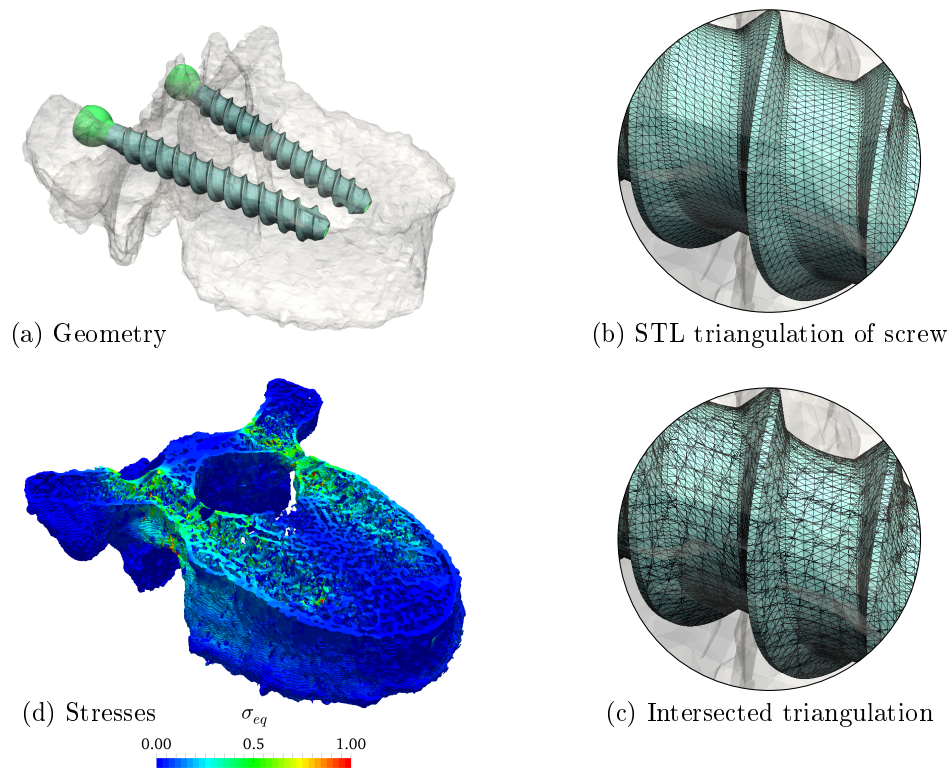 (a) Geometry
(b) STL triangulation of screw
(d) Stresses
σ_eq
(c) Intersected triangulation
0.00 0.5 1.00